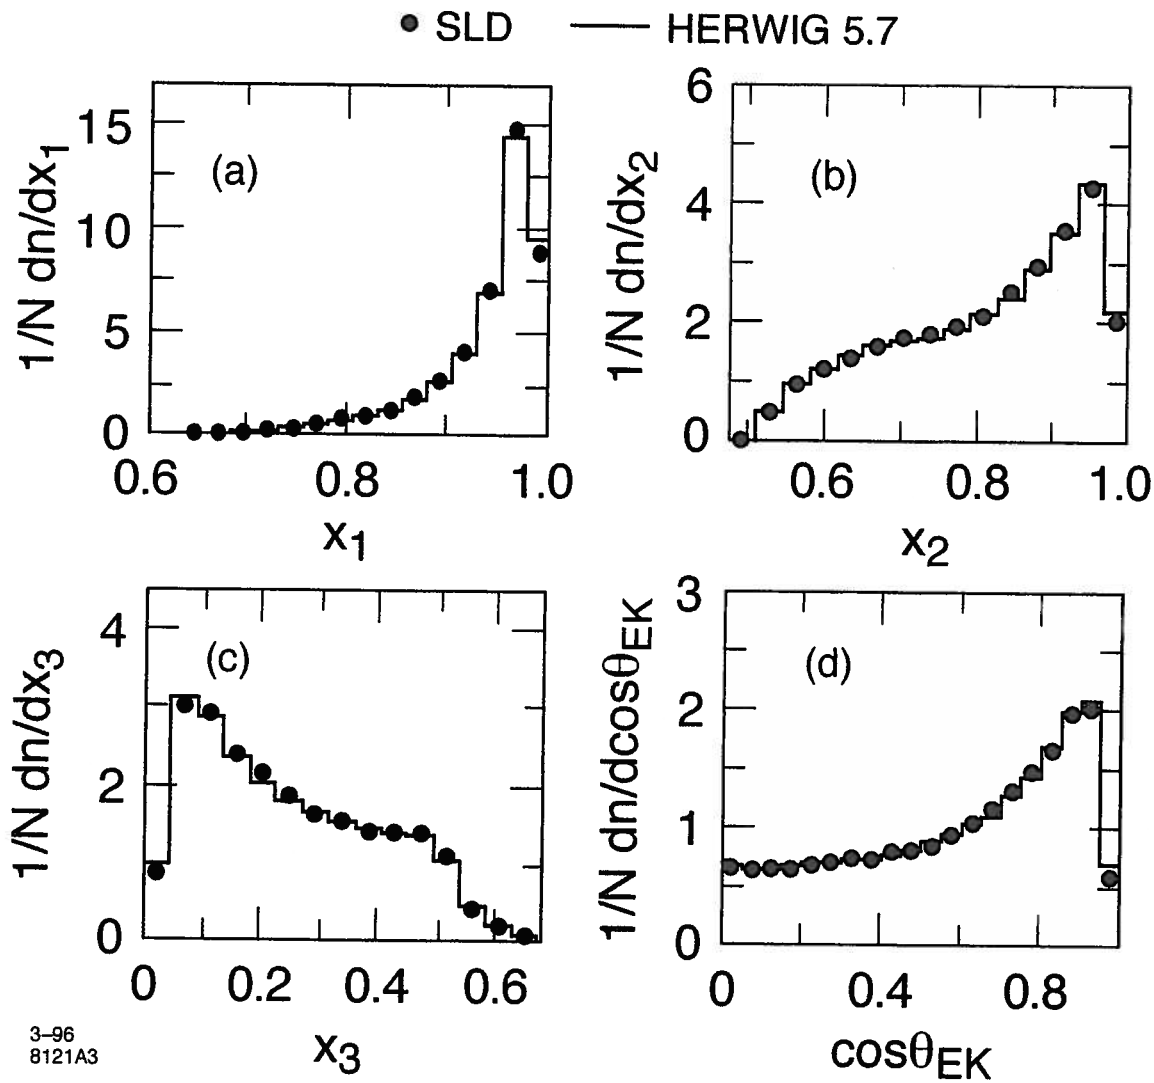 SLD HERWIG 5.7
(a)
1/N dn/dx1
15
10
5
0
0.6 0.8 1.0
x1
(b)
1/N dn/dx2
6
4
2
0
0.6 0.8 1.0
x2
(c)
1/N dn/dx3
4
2
0
0 0.2 0.4 0.6
x3
(d)
1/N dn/dcosθEK
3
2
1
0
0 0.4 0.8
cosθEK
3–96
8121A3